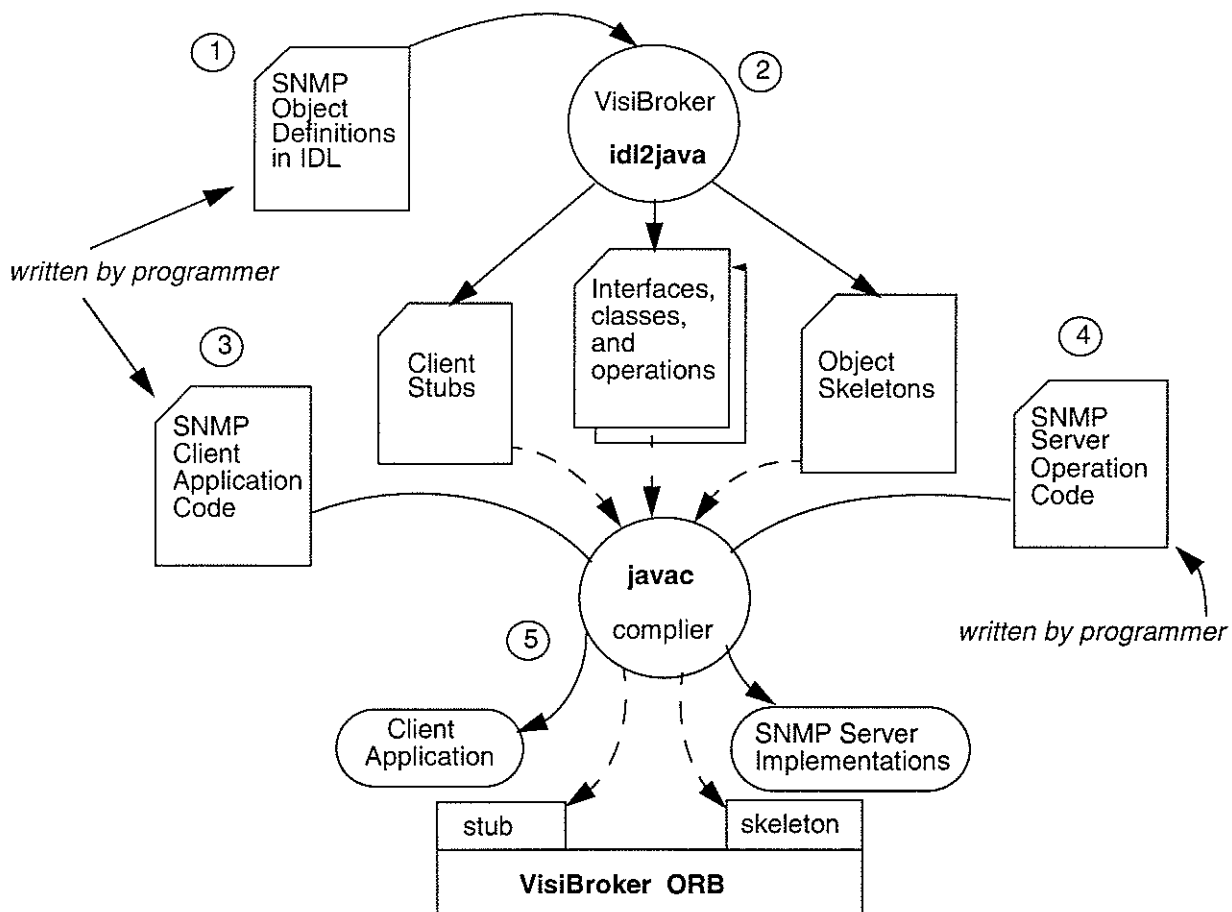 1
SNMP
Object
Definitions
in IDL
2
VisiBroker
idl2java
written by programmer
3
SNMP
Client
Application
Code
Client
Stubs
Interfaces,
classes,
and
operations
Object
Skeletons
4
SNMP
Server
Operation
Code
javac
complier
written by programmer
5
Client
Application
SNMP Server
Implementations
stub
skeleton
VisiBroker ORB